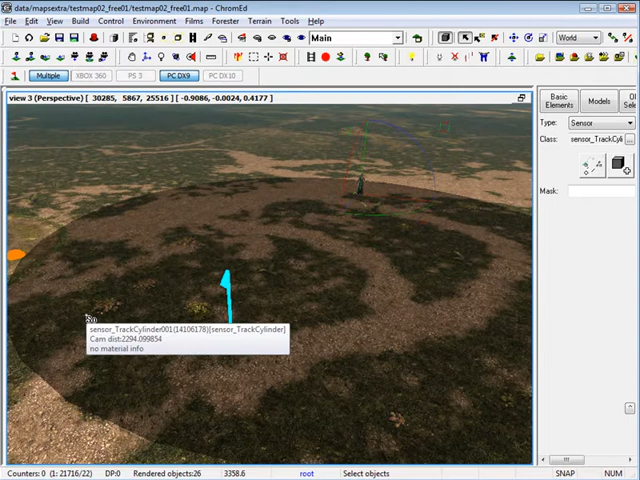 data/mapsextra/testmap02_free01/testmap02_free01.map - ChromEd
File Edit View Build Control Environment Films Forester Terrain Tools Help
Main
World
Multiple XBOX 360 PS 3 PC DX9 PC DX10
view 3 (Perspective) [ 30285, 5867, 25516 ] [ -0.9086, -0.0024, 0.4177 ]
Basic Elements
Models
Type: Sensor
Class: sensor_TrackCyli ...
Mask:
sensor_TrackCylinder001(14106178)[sensor_TrackCylinder]
Cam dist:2294.099854
no material info
Counters: 0 (1: 21716/22) DP:0 Rendered objects:26 3358.6 root Select objects SNAP NUM